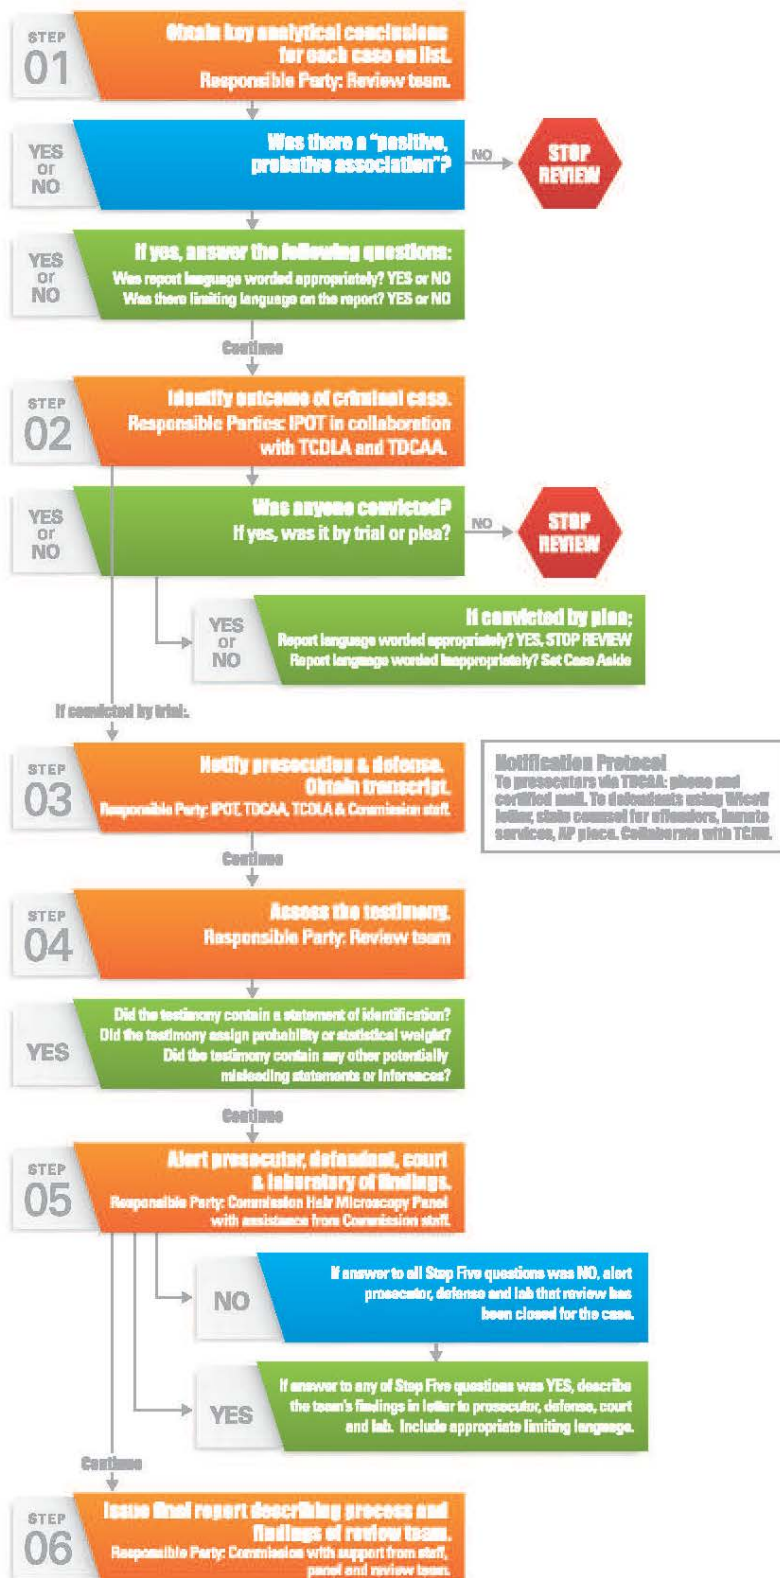 STEP
01
Obtain key analytical conclusions
for each case on list.
Responsible Party: Review team.
YES
or
NO
Was there a “positive,
probative association”?
NO
STOP
REVIEW
YES
or
NO
If yes, answer the following questions:
Was report language worded appropriately? YES or NO
Was there limiting language on the report? YES or NO
Continue
STEP
02
Identify outcome of criminal case.
Responsible Parties: IPOT in collaboration
with TCDLA and TDCAA.
YES
or
NO
Was anyone convicted?
If yes, was it by trial or plea?
NO
STOP
REVIEW
YES
or
NO
If convicted by plea;
Report language worded appropriately? YES, STOP REVIEW
Report language worded inappropriately? Set Case Aside
If convicted by trial:.
STEP
03
Notify prosecution & defense.
Obtain transcript.
Responsible Party: IPOT, TDCAA, TCDLA & Commission staff.
Notification Protocol
To prosecutors via TDCAA: phone and
certified mail. To defendants using Wicoff
letter, state counsel for offenders, inmate
services, AP piece. Collaborate with
Continue
STEP
04
Assess the testimony.
Responsible Party: Review team
YES
Did the testimony contain a statement of identification?
Did the testimony assign probability or statistical weight?
Did the testimony contain any other potentially
misleading statements or inferences?
Continue
STEP
05
Alert prosecutor, defendant, court
& laboratory of findings.
Responsible Party: Commission Hair Microscopy Panel
with assistance from Commission staff.
NO
If answer to all Step Five questions was NO, alert
prosecutor, defense and lab that review has
been closed for the case.
YES
If answer to any of Step Five questions was YES, describe
the team's findings in letter to prosecutor, defense, court
and lab. Include appropriate limiting language.
Continue
STEP
06
Issue final report describing process and
findings of review team.
Responsible Party: Commission with support from staff,
panel and review team.